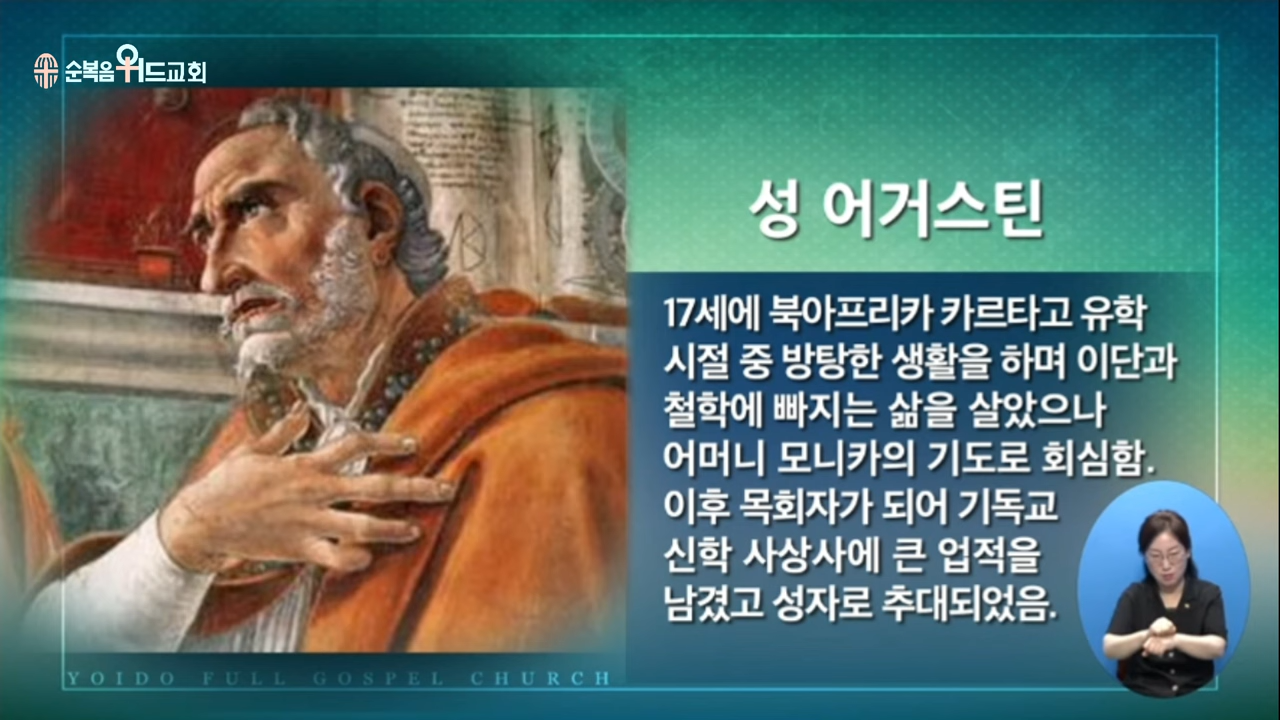 순복음위드교회
성 어거스틴
17세에 북아프리카 카르타고 유학
시절 중 방탕한 생활을 하며 이단과
철학에 빠지는 삶을 살았으나
어머니 모니카의 기도로 회심함.
이후 목회자가 되어 기독교
신학 사상사에 큰 업적을
남겼고 성자로 추대되었음.
YOIDO FULL GOSPEL CHURCH